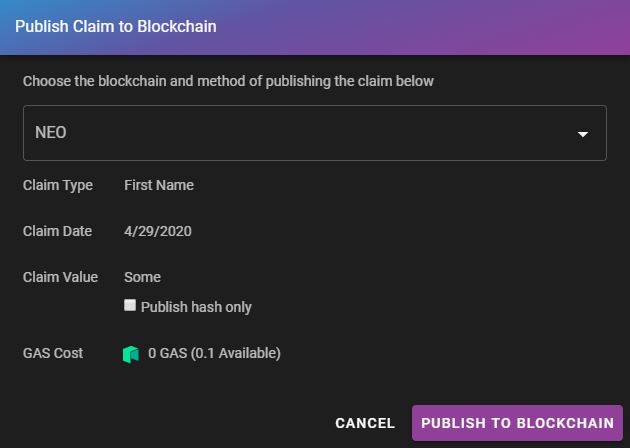 Publish Claim to Blockchain
Choose the blockchain and method of publishing the claim below
NEO
Claim Type First Name
Claim Date 4/29/2020
Claim Value Some
Publish hash only
GAS Cost 0 GAS (0.1 Available)
CANCEL PUBLISH TO BLOCKCHAIN